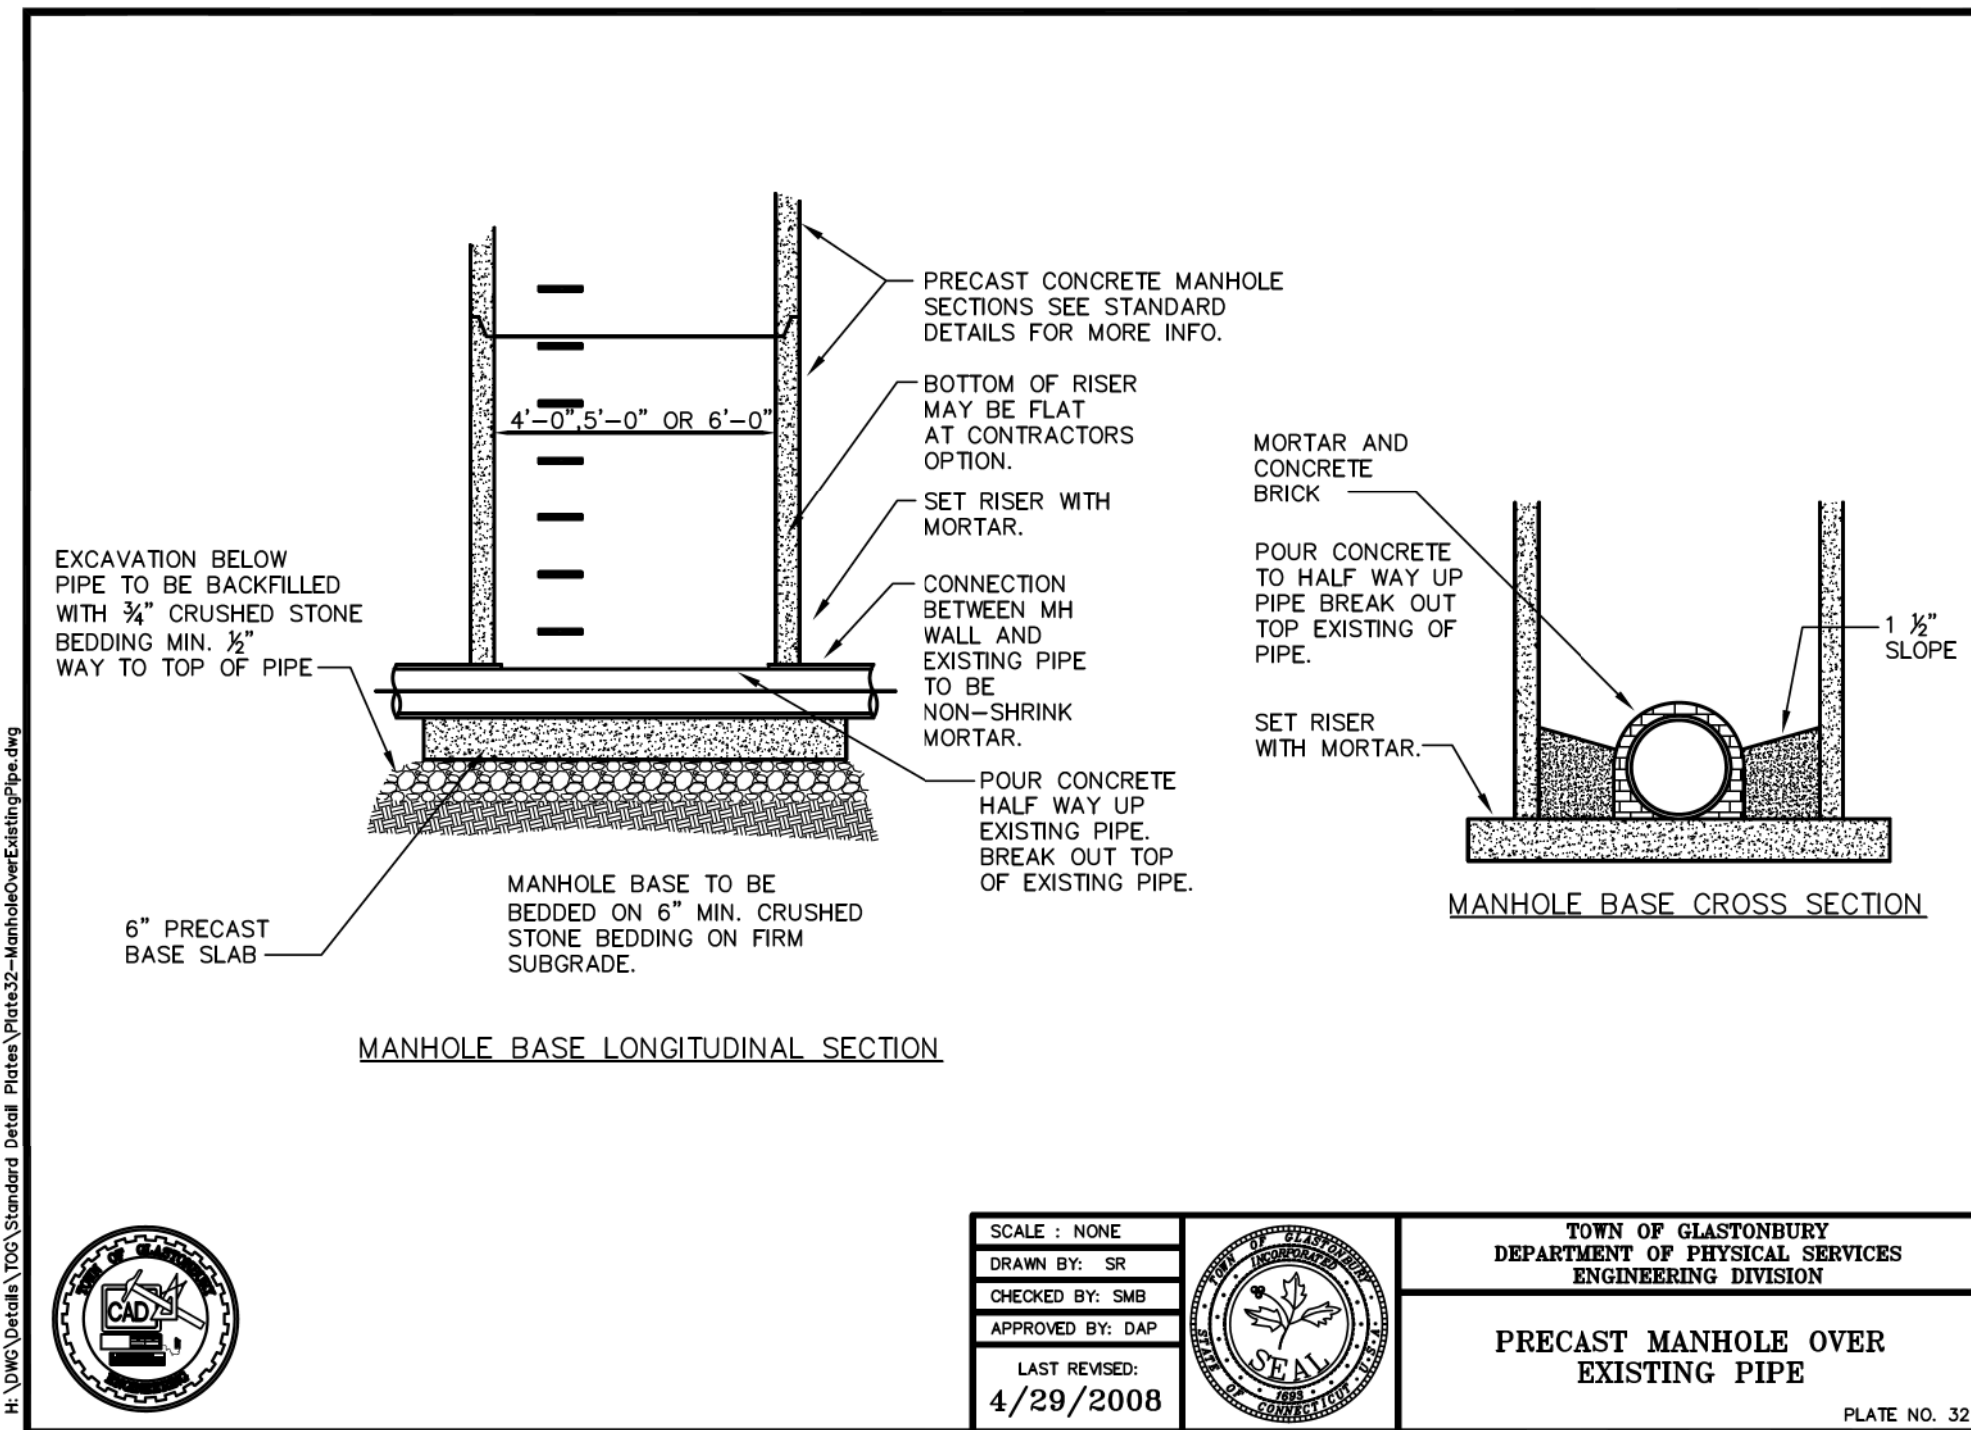 PRECAST CONCRETE MANHOLE
SECTIONS SEE STANDARD
DETAILS FOR MORE INFO.
BOTTOM OF RISER
MAY BE FLAT
AT CONTRACTORS
OPTION.
4'-0",5'-0" OR 6'-0"
SET RISER WITH
MORTAR.
EXCAVATION BELOW
PIPE TO BE BACKFILLED
WITH ¾" CRUSHED STONE
BEDDING MIN. ½"
WAY TO TOP OF PIPE
CONNECTION
BETWEEN MH
WALL AND
EXISTING PIPE
TO BE
NON-SHRINK
MORTAR.
POUR CONCRETE
HALF WAY UP
EXISTING PIPE.
BREAK OUT TOP
OF EXISTING PIPE.
6" PRECAST
BASE SLAB
MANHOLE BASE TO BE
BEDDED ON 6" MIN. CRUSHED
STONE BEDDING ON FIRM
SUBGRADE.
MANHOLE BASE LONGITUDINAL SECTION
MORTAR AND
CONCRETE
BRICK
POUR CONCRETE
TO HALF WAY UP
PIPE BREAK OUT
TOP EXISTING OF
PIPE.
SET RISER
WITH MORTAR.
1 ½"
SLOPE
MANHOLE BASE CROSS SECTION
H:\DWG\Details\TOG\Standard Detail Plates\Plate32-ManholeOverExistingPipe.dwg
TOWN OF GLASTONBURY
CAD
ENGINEERING
SCALE : NONE
DRAWN BY: SR
CHECKED BY: SMB
APPROVED BY: DAP
LAST REVISED:
4/29/2008
TOWN OF GLASTONBURY
INCORPORATED
SEAL
1693
STATE OF CONNECTICUT U.S.A.
TOWN OF GLASTONBURY
DEPARTMENT OF PHYSICAL SERVICES
ENGINEERING DIVISION
PRECAST MANHOLE OVER
EXISTING PIPE
PLATE NO. 32